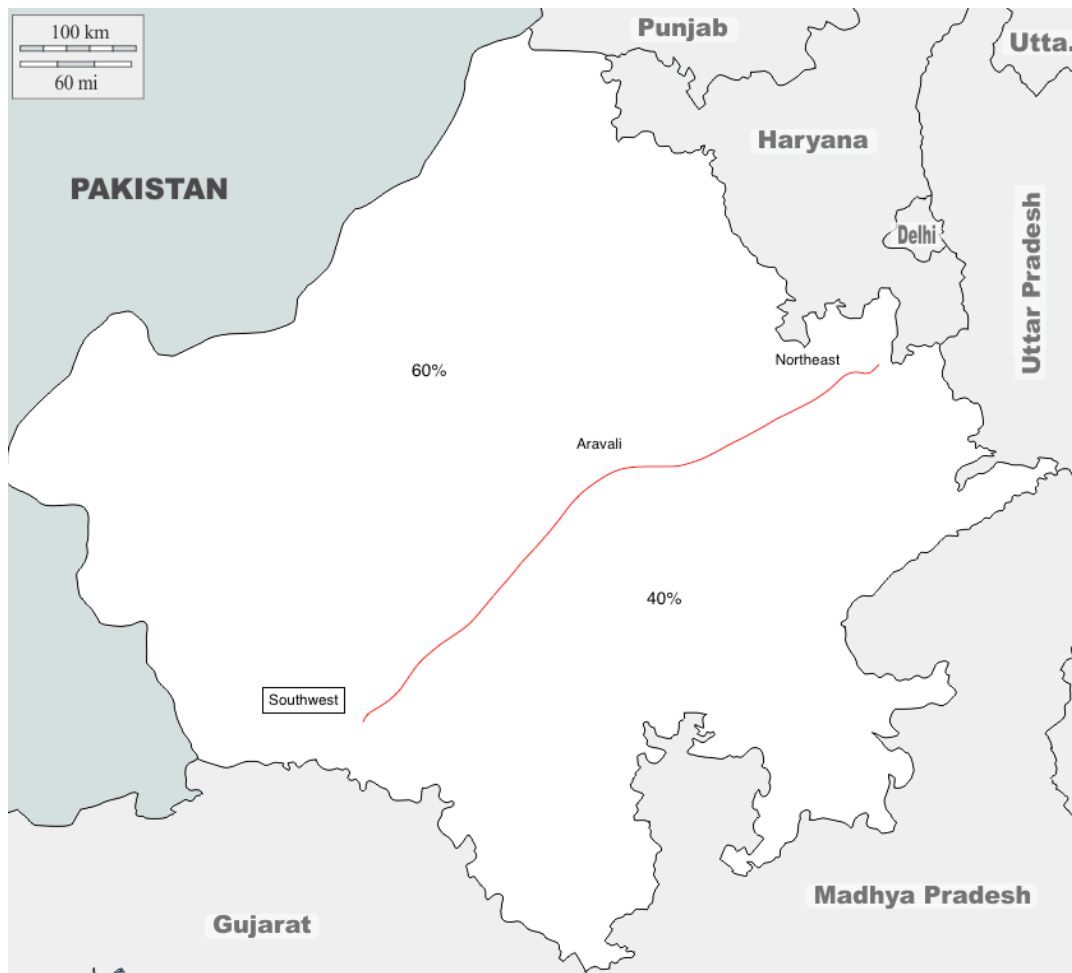 100 km
60 mi
Punjab
Utta.
Haryana
PAKISTAN
Delhi
Uttar Pradesh
Northeast
60%
Aravali
40%
Southwest
Madhya Pradesh
Gujarat